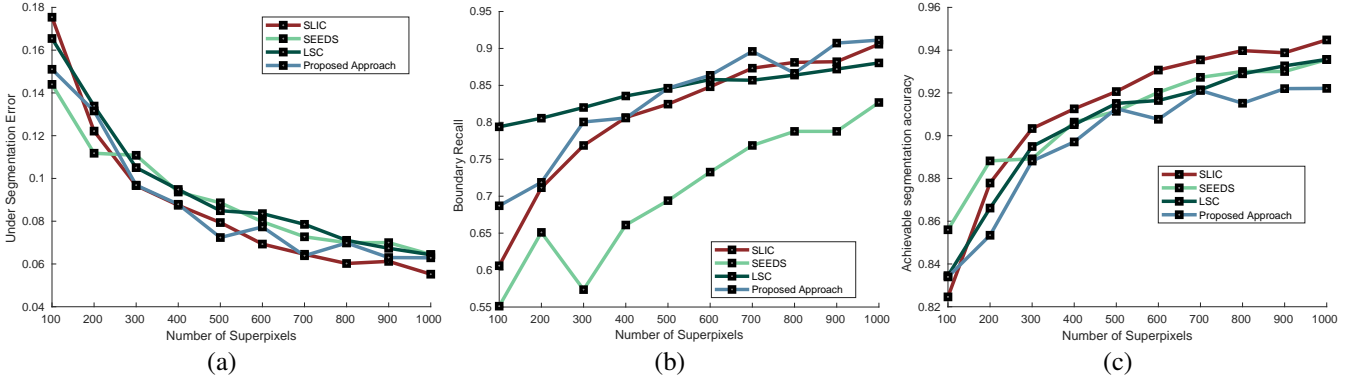 0.18
0.16
0.14
0.12
0.1
0.08
0.06
0.04
Under Segmentation Error
100 200 300 400 500 600 700 800 900 1000
Number of Superpixels
SLIC
SEEDS
LSC
Proposed Approach
(a)
0.95
0.9
0.85
0.8
0.75
0.7
0.65
0.6
0.55
Boundary Recall
100 200 300 400 500 600 700 800 900 1000
Number of Superpixels
SLIC
SEEDS
LSC
Proposed Approach
(b)
0.96
0.94
0.92
0.9
0.88
0.86
0.84
0.82
Achievable segmentation accuracy
100 200 300 400 500 600 700 800 900 1000
Number of Superpixels
SLIC
SEEDS
LSC
Proposed Approach
(c)